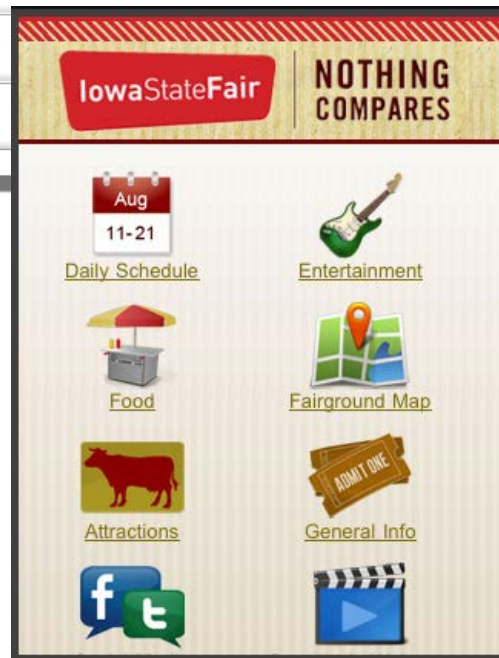 IowaStateFair
NOTHING
COMPARES
Aug
11-21
Daily Schedule
Entertainment
Food
Fairground Map
ADMIT ONE
Attractions
General Info
f
t